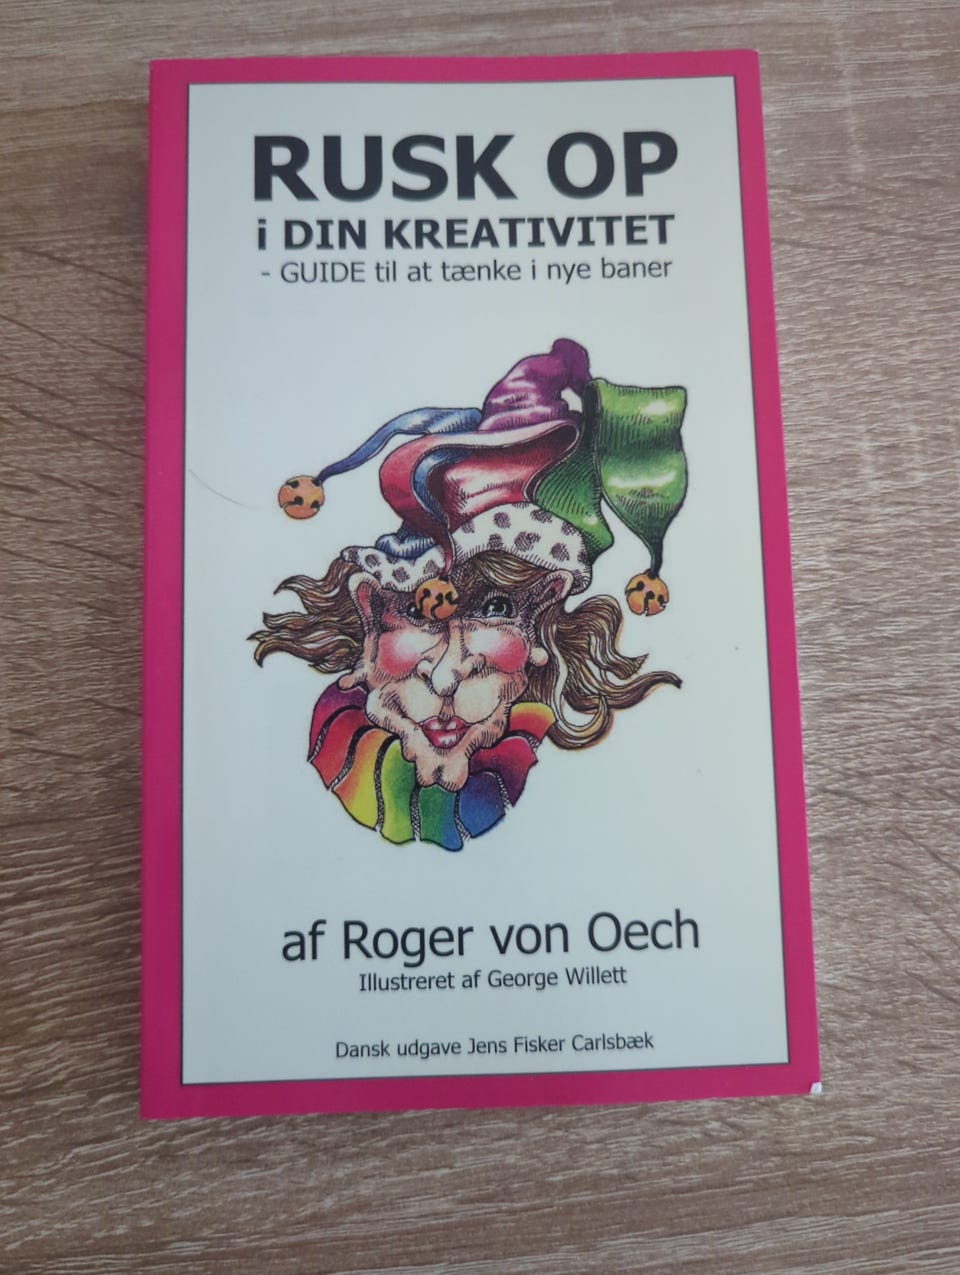 RUSK OP
i DIN KREATIVITET
- GUIDE til at tænke i nye baner
af Roger von Oech
Illustreret af George Willett
Dansk udgave Jens Fisker Carlsbæk